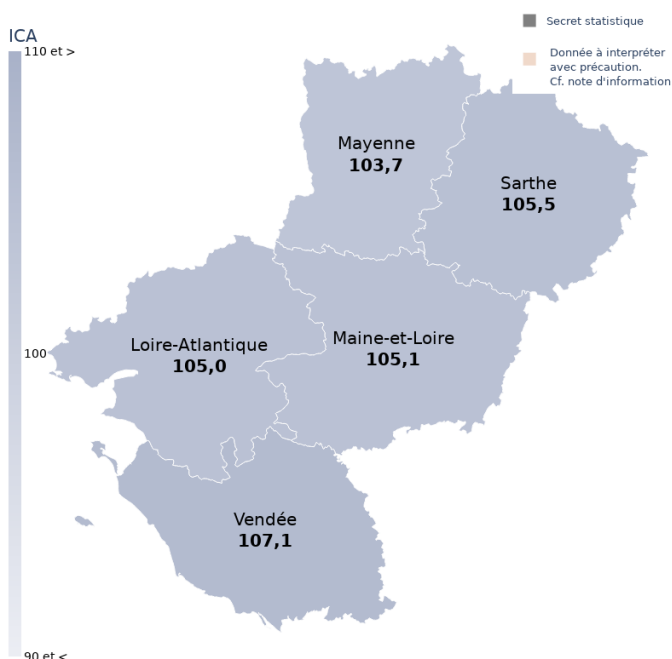 Secret statistique
ICA
110 et >
Donnée à interpréter
avec précaution.
Cf. note d'information
Mayenne
103,7
Sarthe
105,5
Loire-Atlantique
105,0
Maine-et-Loire
105,1
100
Vendée
107,1
90 et <